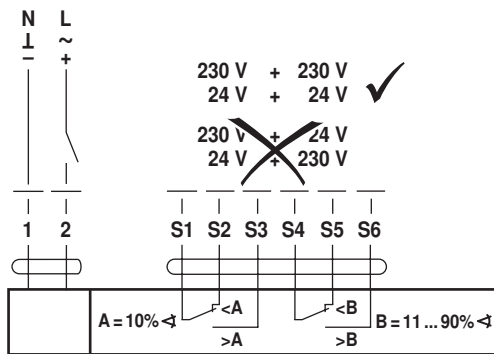 N L
⊥ ~
− +
230 V + 230 V
24 V + 24 V
230 V + 24 V
24 V + 230 V
1 2 S1 S2 S3 S4 S5 S6
A = 10% ∢ <A <B B = 11 ... 90% ∢
>A >B